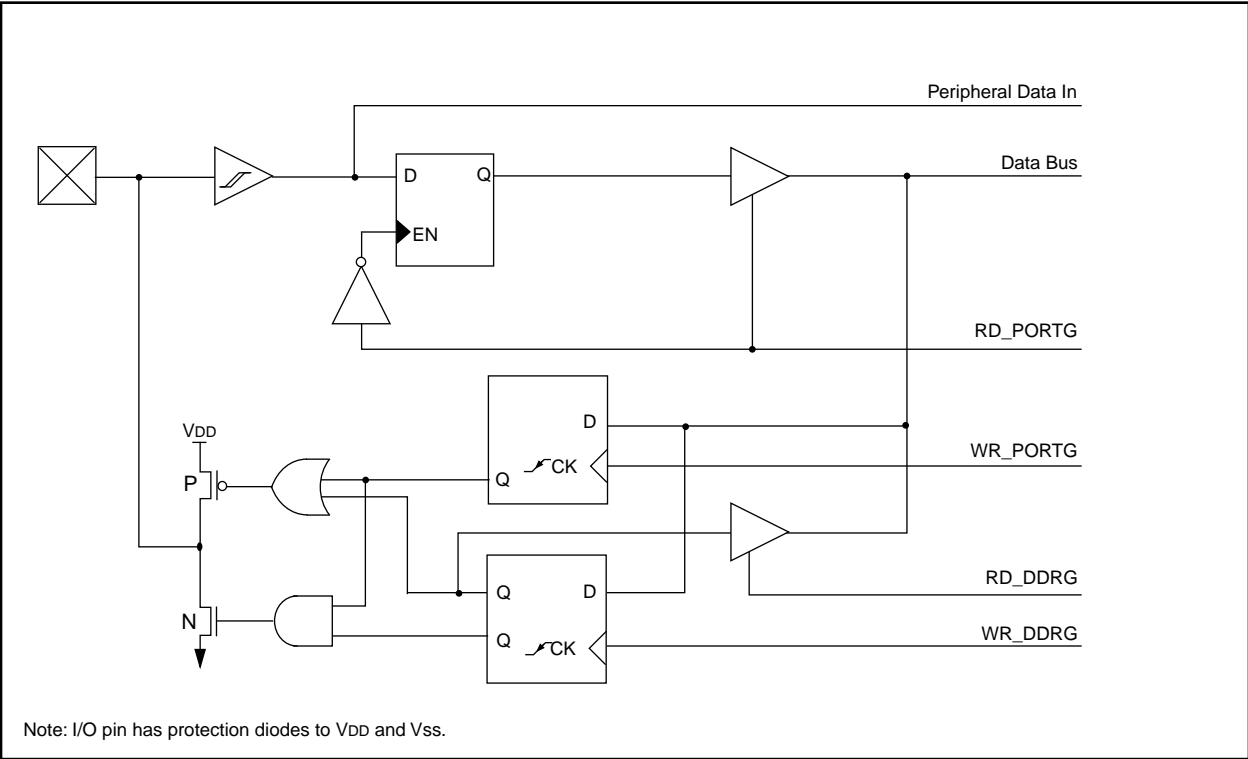 Peripheral Data In
Data Bus
D Q
EN
RD_PORTG
D
WR_PORTG
CK
Q
VDD
P
RD_DDRG
Q D
N
Q
CK
WR_DDRG
Note: I/O pin has protection diodes to VDD and Vss.